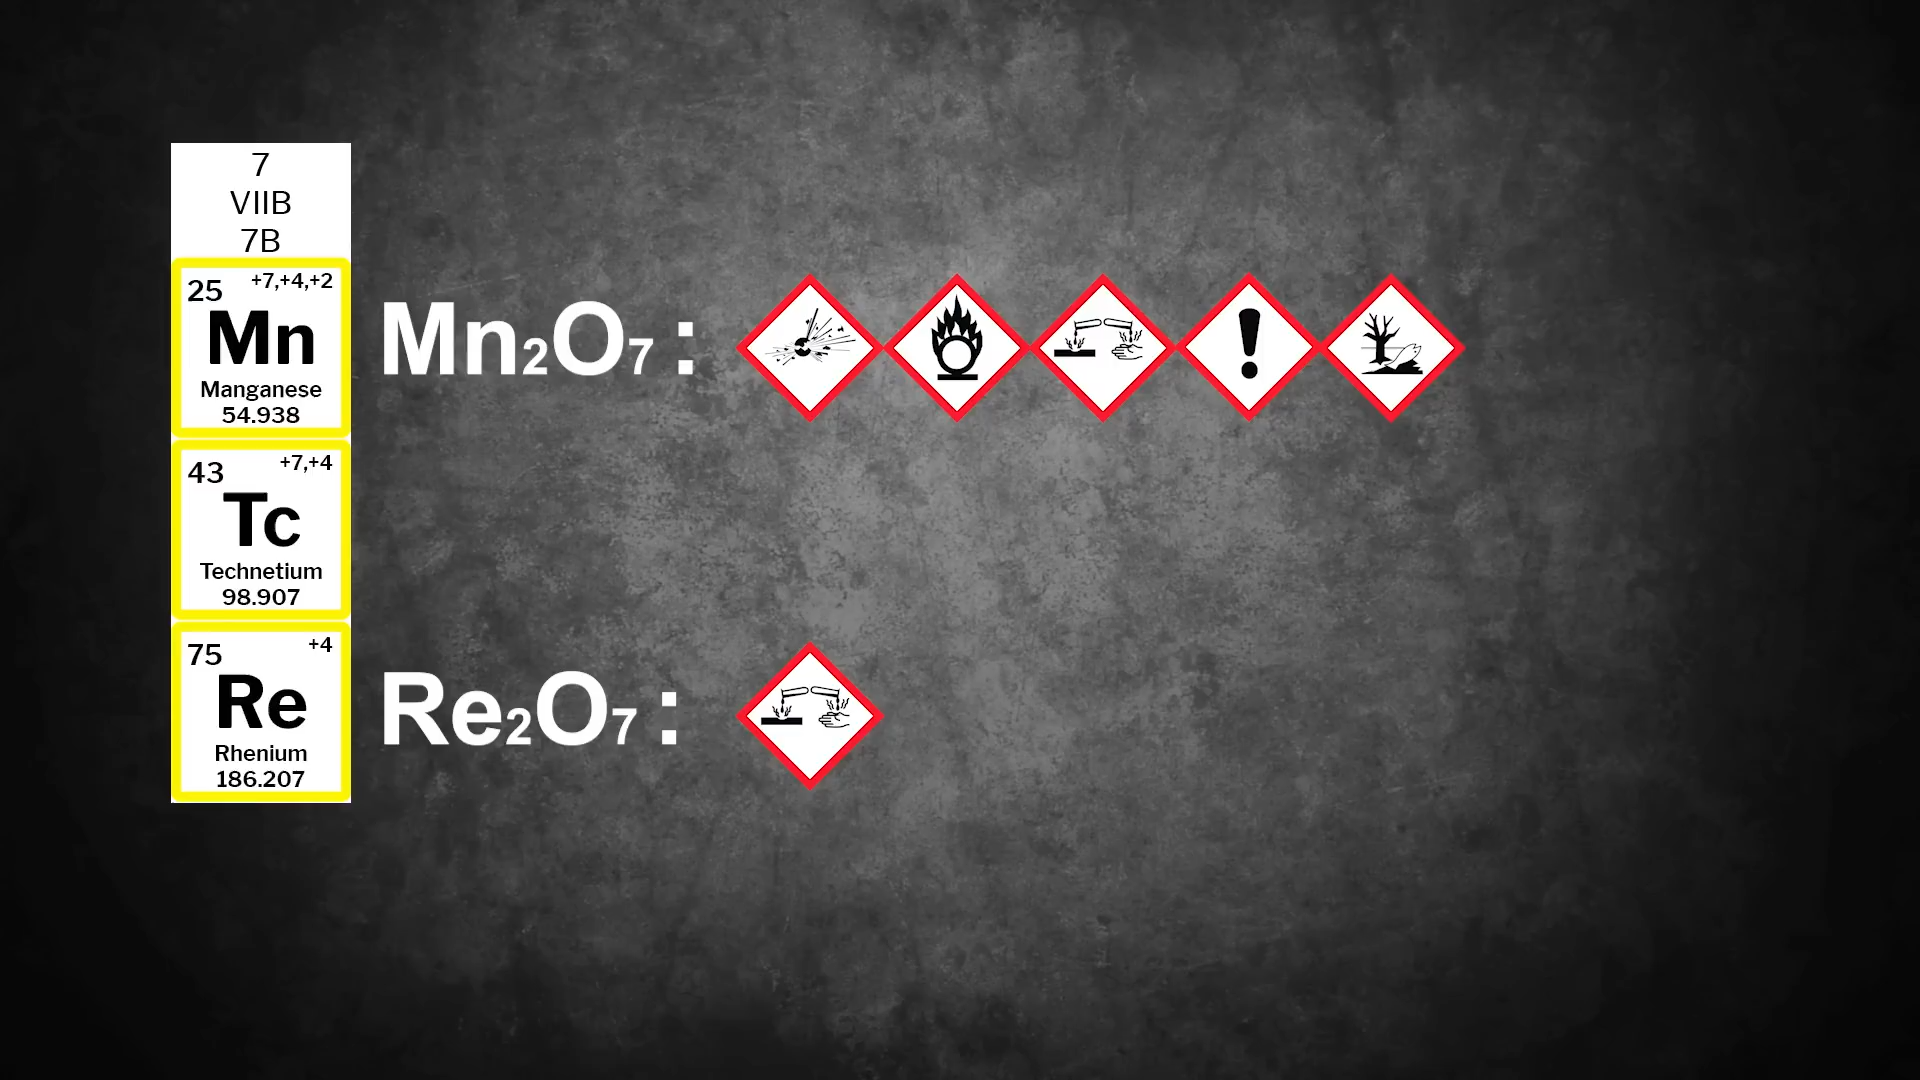 7
VIIB
7B
25 +7,+4,+2
Mn
Manganese
54.938
Mn₂O₇ :
43 +7,+4
Tc
Technetium
98.907
75 +4
Re
Rhenium
186.207
Re₂O₇ :